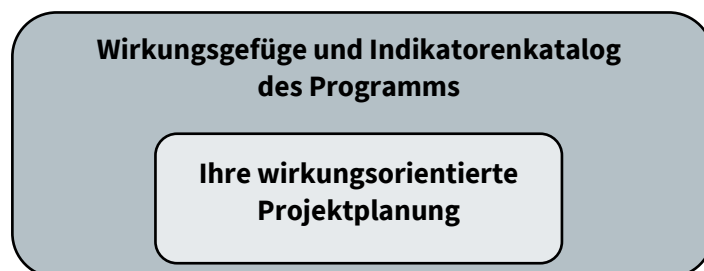 Wirkungsgefüge und Indikatorenkatalog
des Programms
Ihre wirkungsorientierte
Projektplanung